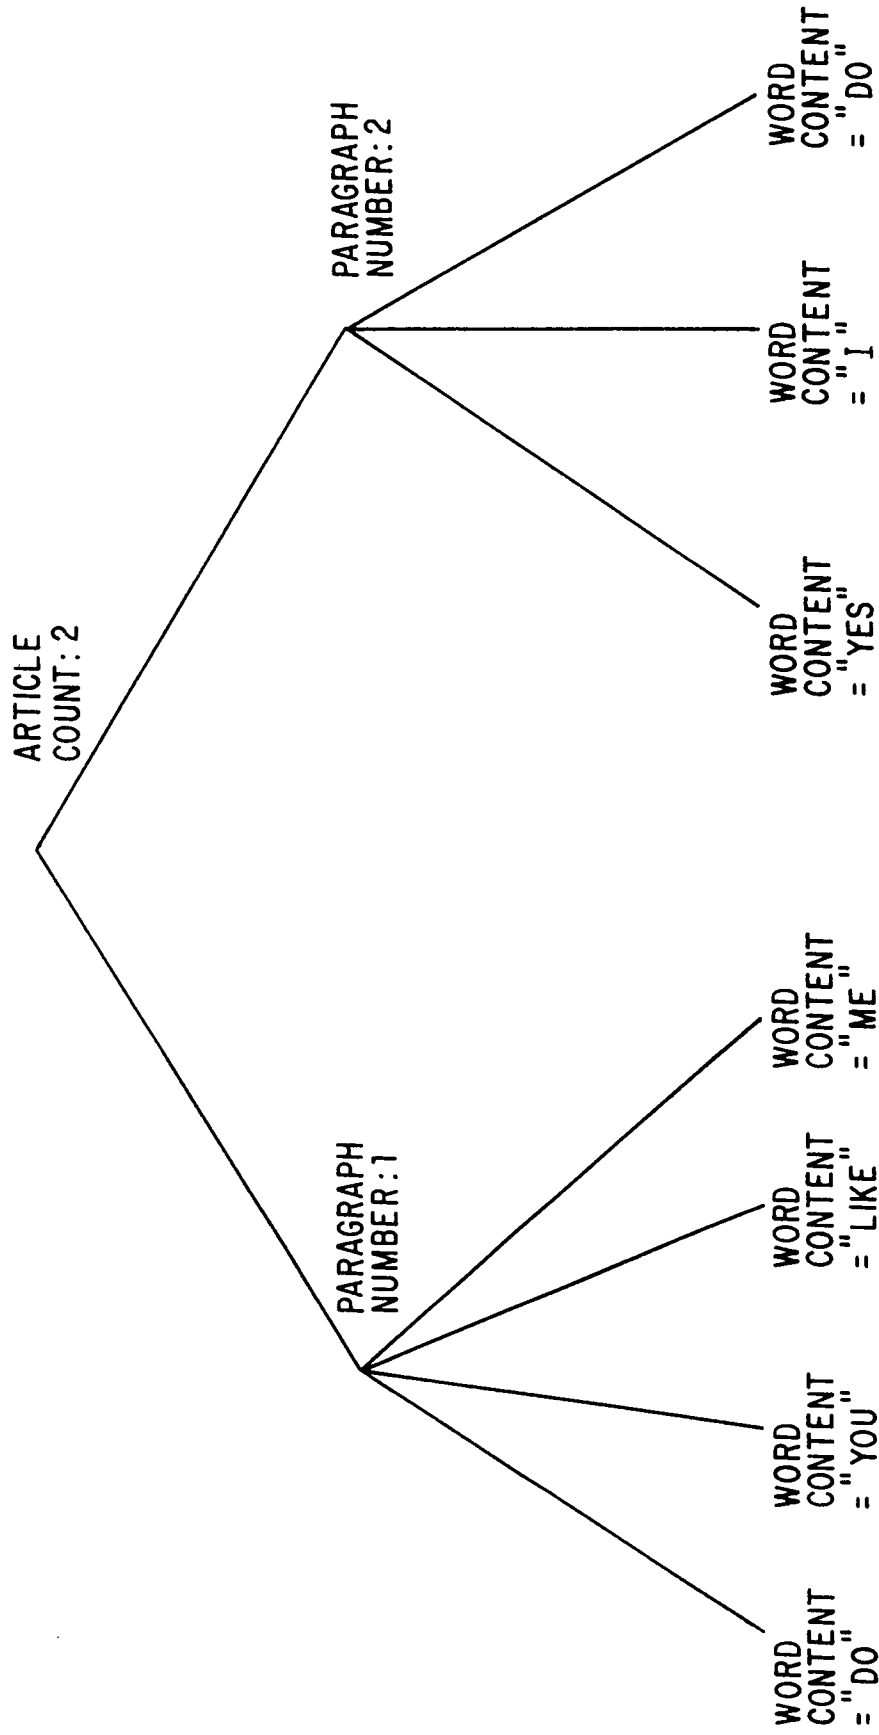 ARTICLE
COUNT:2
PARAGRAPH
NUMBER:1
PARAGRAPH
NUMBER:2
WORD
CONTENT
="DO"
WORD
CONTENT
="YOU"
WORD
CONTENT
="LIKE"
WORD
CONTENT
="ME"
WORD
CONTENT
="YES"
WORD
CONTENT
="I"
WORD
CONTENT
="DO"